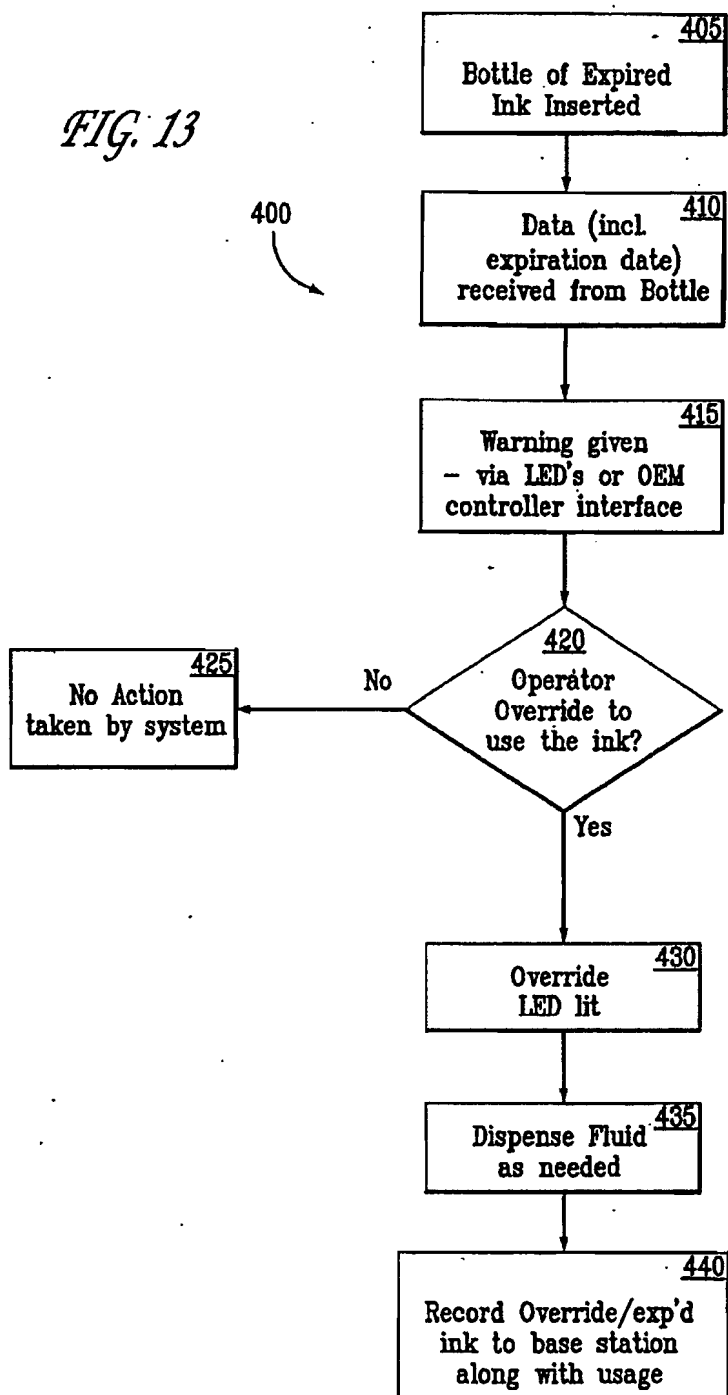 FIG. 13
400
405
Bottle of Expired
Ink Inserted
410
Data (incl.
expiration date)
received from Bottle
415
Warning given
– via LED's or OEM
controller interface
420
Operator
Override to
use the ink?
No
425
No Action
taken by system
Yes
430
Override
LED lit
435
Dispense Fluid
as needed
440
Record Override/exp'd
ink to base station
along with usage